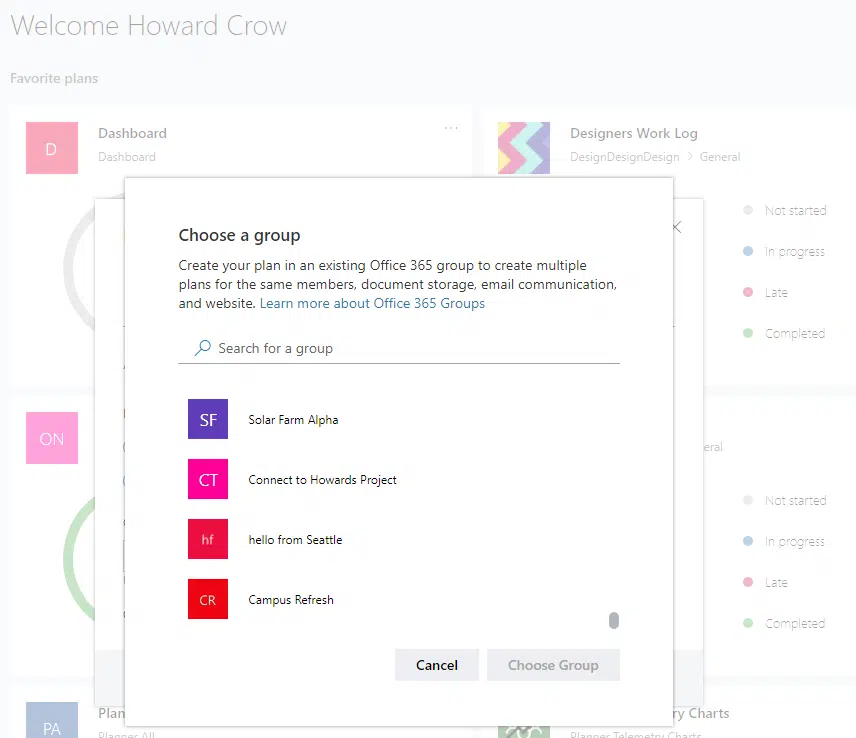 Welcome Howard Crow
Favorite plans
D
Dashboard
Dashboard
...
Designers Work Log
DesignDesignDesign > General
Not started
In progress
Late
Completed
Choose a group
Create your plan in an existing Office 365 group to create multiple
plans for the same members, document storage, email communication,
and website. Learn more about Office 365 Groups
Search for a group
SF
Solar Farm Alpha
CT
Connect to Howards Project
hf
hello from Seattle
CR
Campus Refresh
Cancel
Choose Group
ON
eral
Not started
In progress
Late
Completed
PA
Plan
Planner All
ry Charts
Planner Telemetry Charts